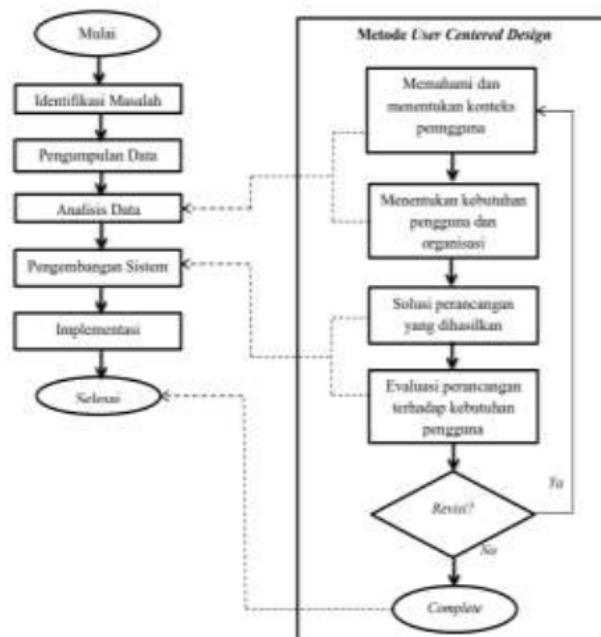 Mulai
Identifikasi Masalah
Pengumpulan Data
Analisis Data
Pengembangan Sistem
Implementasi
Selesai
Metode User Centered Design
Memahami dan
menentukan konteks
penngguna
Menentukan kebutuhan
pengguna dan
organisasi
Solusi perancangan
yang dihasilkan
Evaluasi perancangan
terhadap kebutuhan
pengguna
Revisi?
Ya
No
Complete